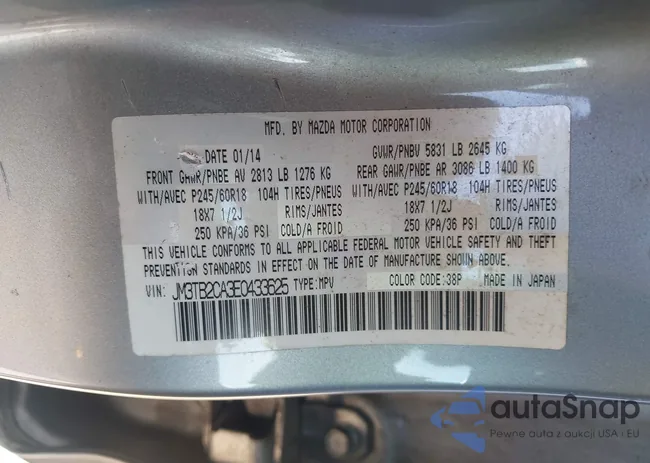 MFD. BY MAZDA MOTOR CORPORATION
DATE 01/14 GVWR/PNBV 5831 LB 2645 KG
FRONT GAWR/PNBE AV 2813 LB 1276 KG REAR GAWR/PNBE AR 3086 LB 1400 KG
WITH/AVEC P245/60R18 104H TIRES/PNEUS WITH/AVEC P245/60R18 104H TIRES/PNEUS
18X7 1/2J RIMS/JANTES 18X7 1/2J RIMS/JANTES
250 KPA/36 PSI COLD/A FROID 250 KPA/36 PSI COLD/A FROID
THIS VEHICLE CONFORMS TO ALL APPLICABLE FEDERAL MOTOR VEHICLE SAFETY AND THEFT
PREVENTION STANDARDS IN EFFECT ON THE DATE OF MANUFACTURE SHOWN ABOVE.
VIN: JM3TB2CA3E0433625 TYPE:MPV COLOR CODE:38P MADE IN JAPAN
autoSnap
Pewne auta z aukcji USA i EU